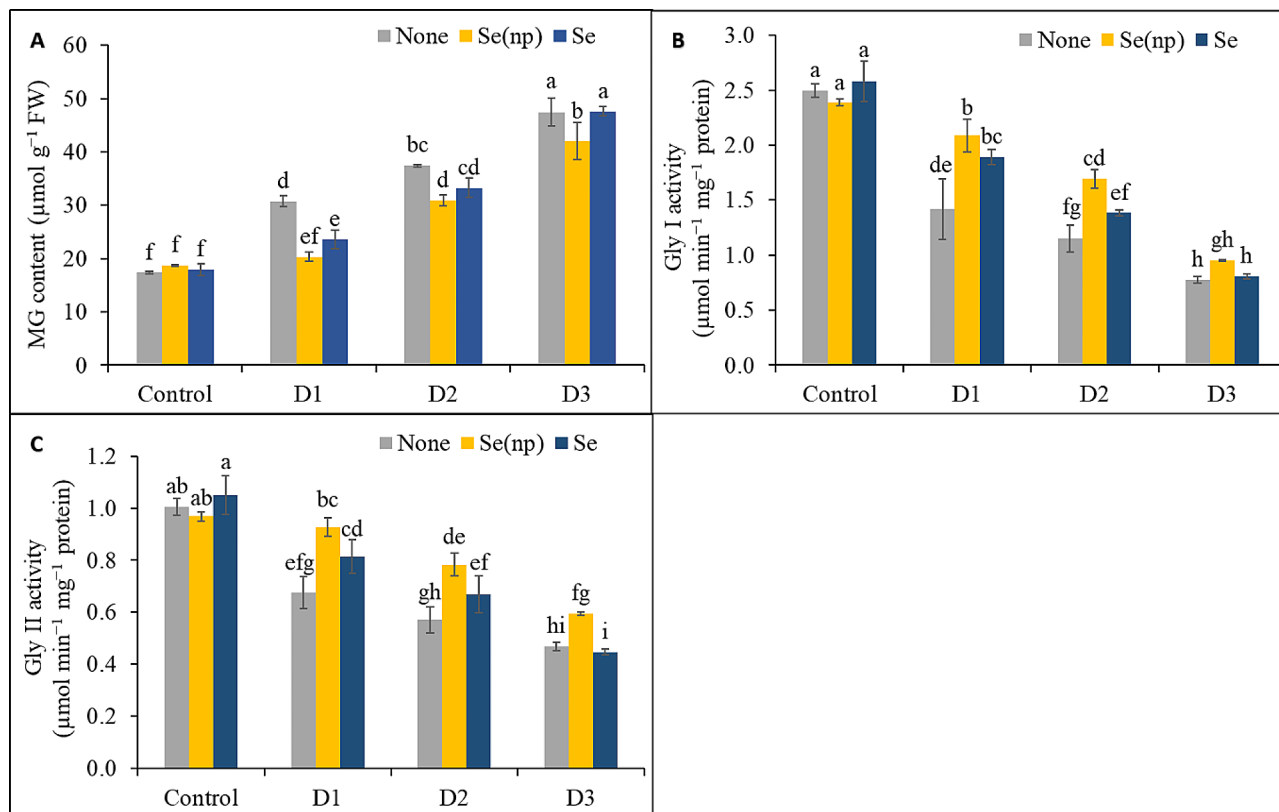 A
None Se(np) Se
MG content (µmol g⁻¹ FW)
60
50
40
30
20
10
0
f f f
d ef e
bc d cd
a b a
Control D1 D2 D3
B
None Se(np) Se
Gly I activity
(µmol min⁻¹ mg⁻¹ protein)
3.0
2.5
2.0
1.5
1.0
0.5
0.0
a a a
de b bc
fg cd ef
h gh h
Control D1 D2 D3
C
None Se(np) Se
Gly II activity
(µmol min⁻¹ mg⁻¹ protein)
1.2
1.0
0.8
0.6
0.4
0.2
0.0
ab ab a
efg bc cd
gh de ef
hi fg i
Control D1 D2 D3